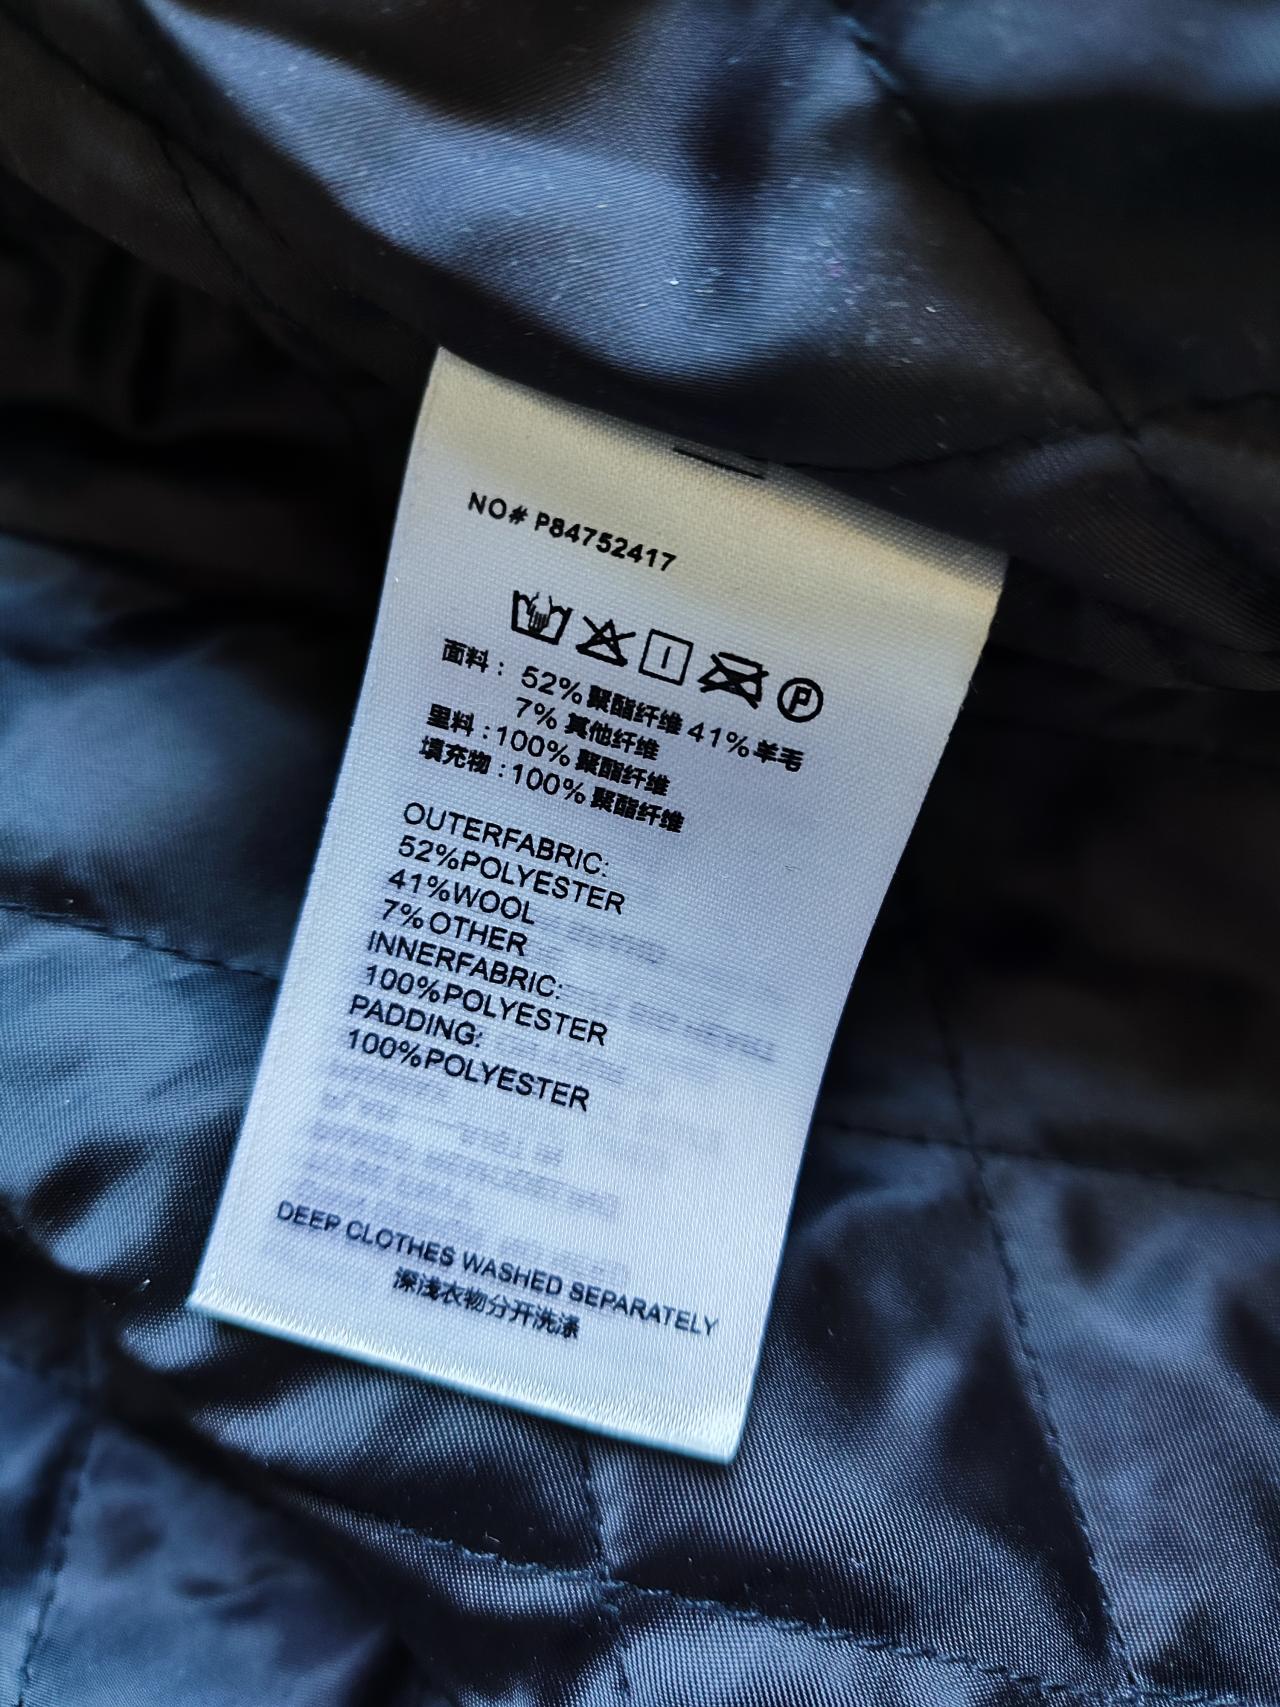 NO# P84752417
面料：52%聚酯纤维 41%羊毛
7%其他纤维
里料：100%聚酯纤维
填充物：100%聚酯纤维
OUTERFABRIC:
52%POLYESTER
41%WOOL
7%OTHER
INNERFABRIC:
100%POLYESTER
PADDING:
100%POLYESTER
DEEP CLOTHES WASHED SEPARATELY
深浅衣物分开洗涤